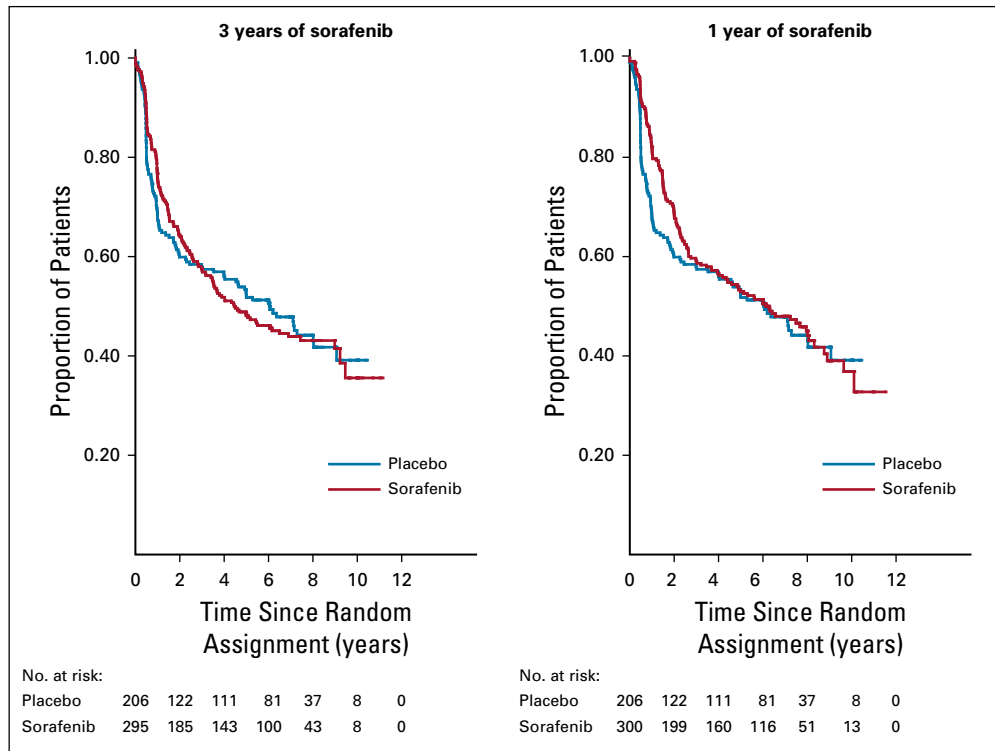 3 years of sorafenib
1.00
0.80
0.60
0.40
0.20
Proportion of Patients
Placebo
Sorafenib
0 2 4 6 8 10 12
Time Since Random
Assignment (years)
No. at risk:
Placebo 206 122 111 81 37 8 0
Sorafenib 295 185 143 100 43 8 0
1 year of sorafenib
1.00
0.80
0.60
0.40
0.20
Proportion of Patients
Placebo
Sorafenib
0 2 4 6 8 10 12
Time Since Random
Assignment (years)
No. at risk:
Placebo 206 122 111 81 37 8 0
Sorafenib 300 199 160 116 51 13 0